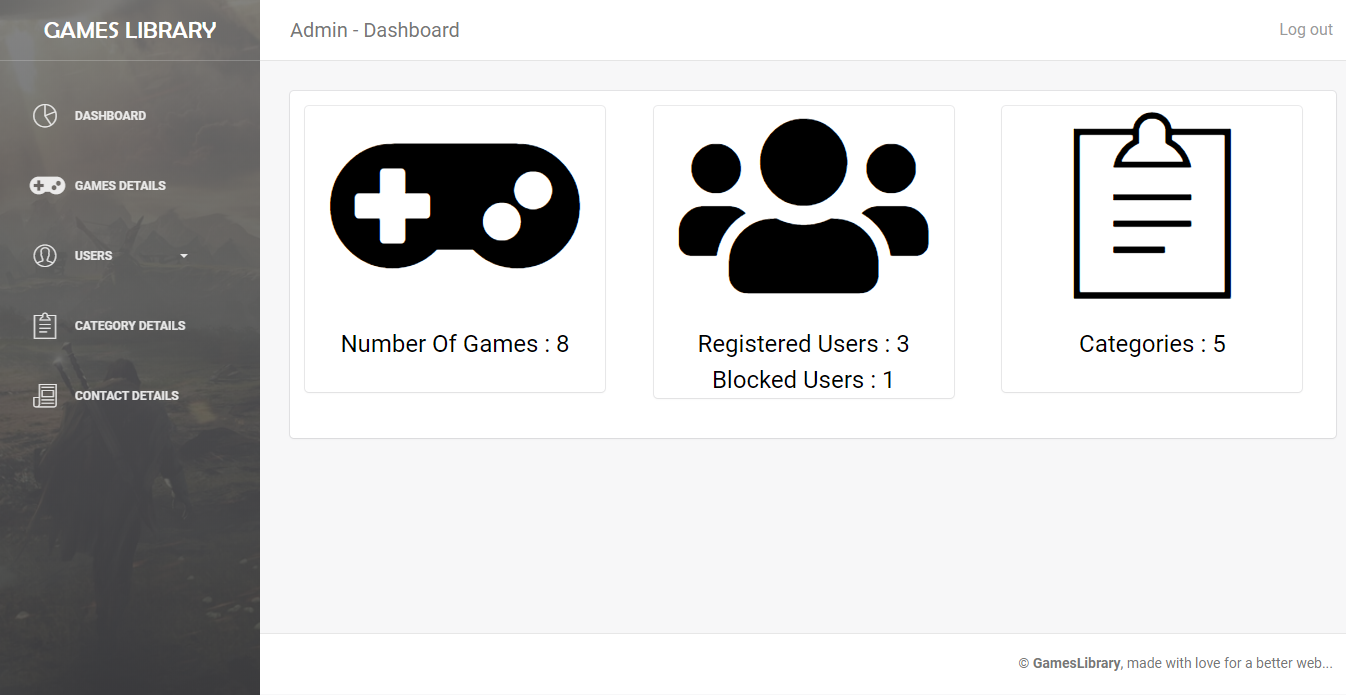 GAMES LIBRARY
Admin - Dashboard
Log out
DASHBOARD
GAMES DETAILS
USERS
CATEGORY DETAILS
CONTACT DETAILS
Number Of Games : 8
Registered Users : 3
Blocked Users : 1
Categories : 5
© GamesLibrary, made with love for a better web...